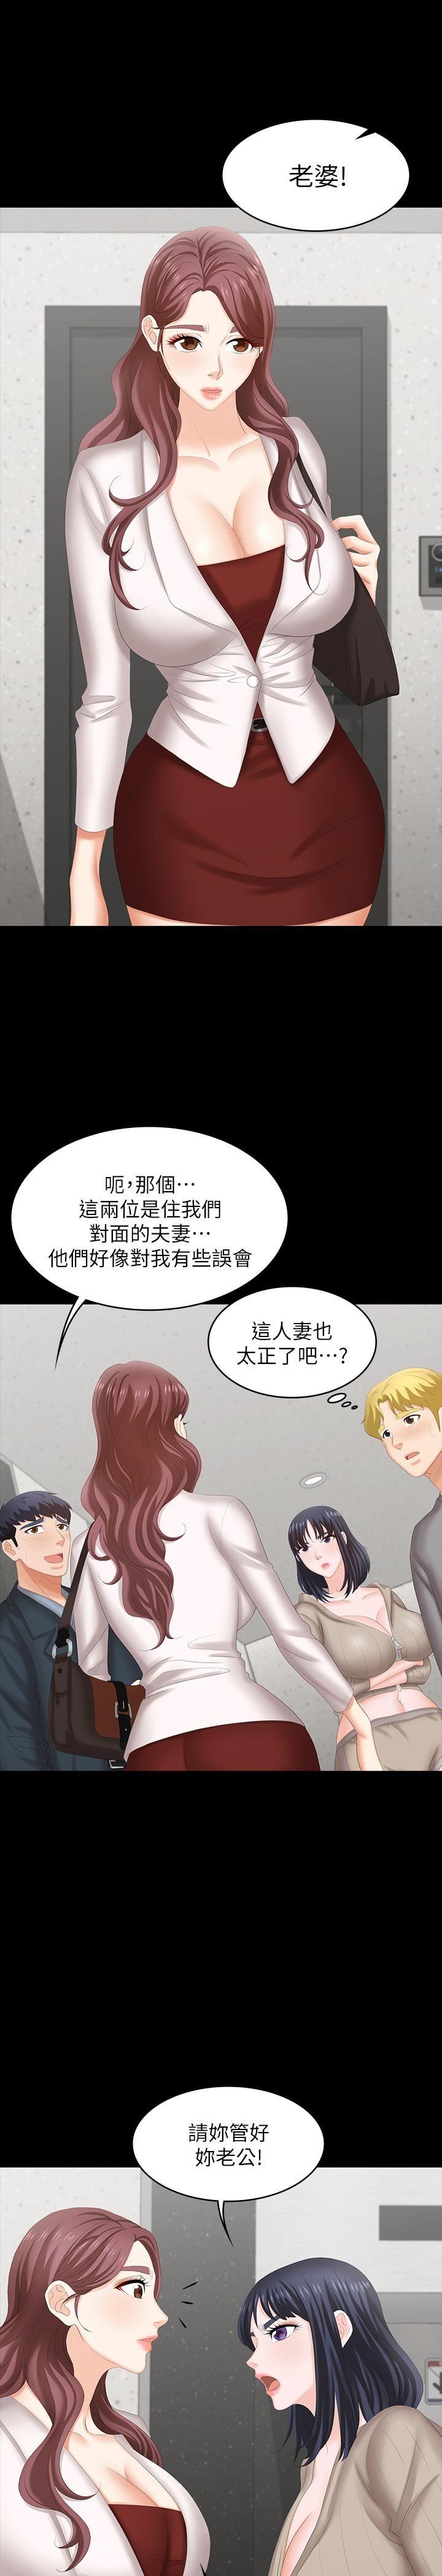 老婆!
呃,那個⋯
這兩位是住我們
對面的夫妻⋯
他們好像對我有些誤會
這人妻也
太正了吧⋯?
請妳管好
妳老公!